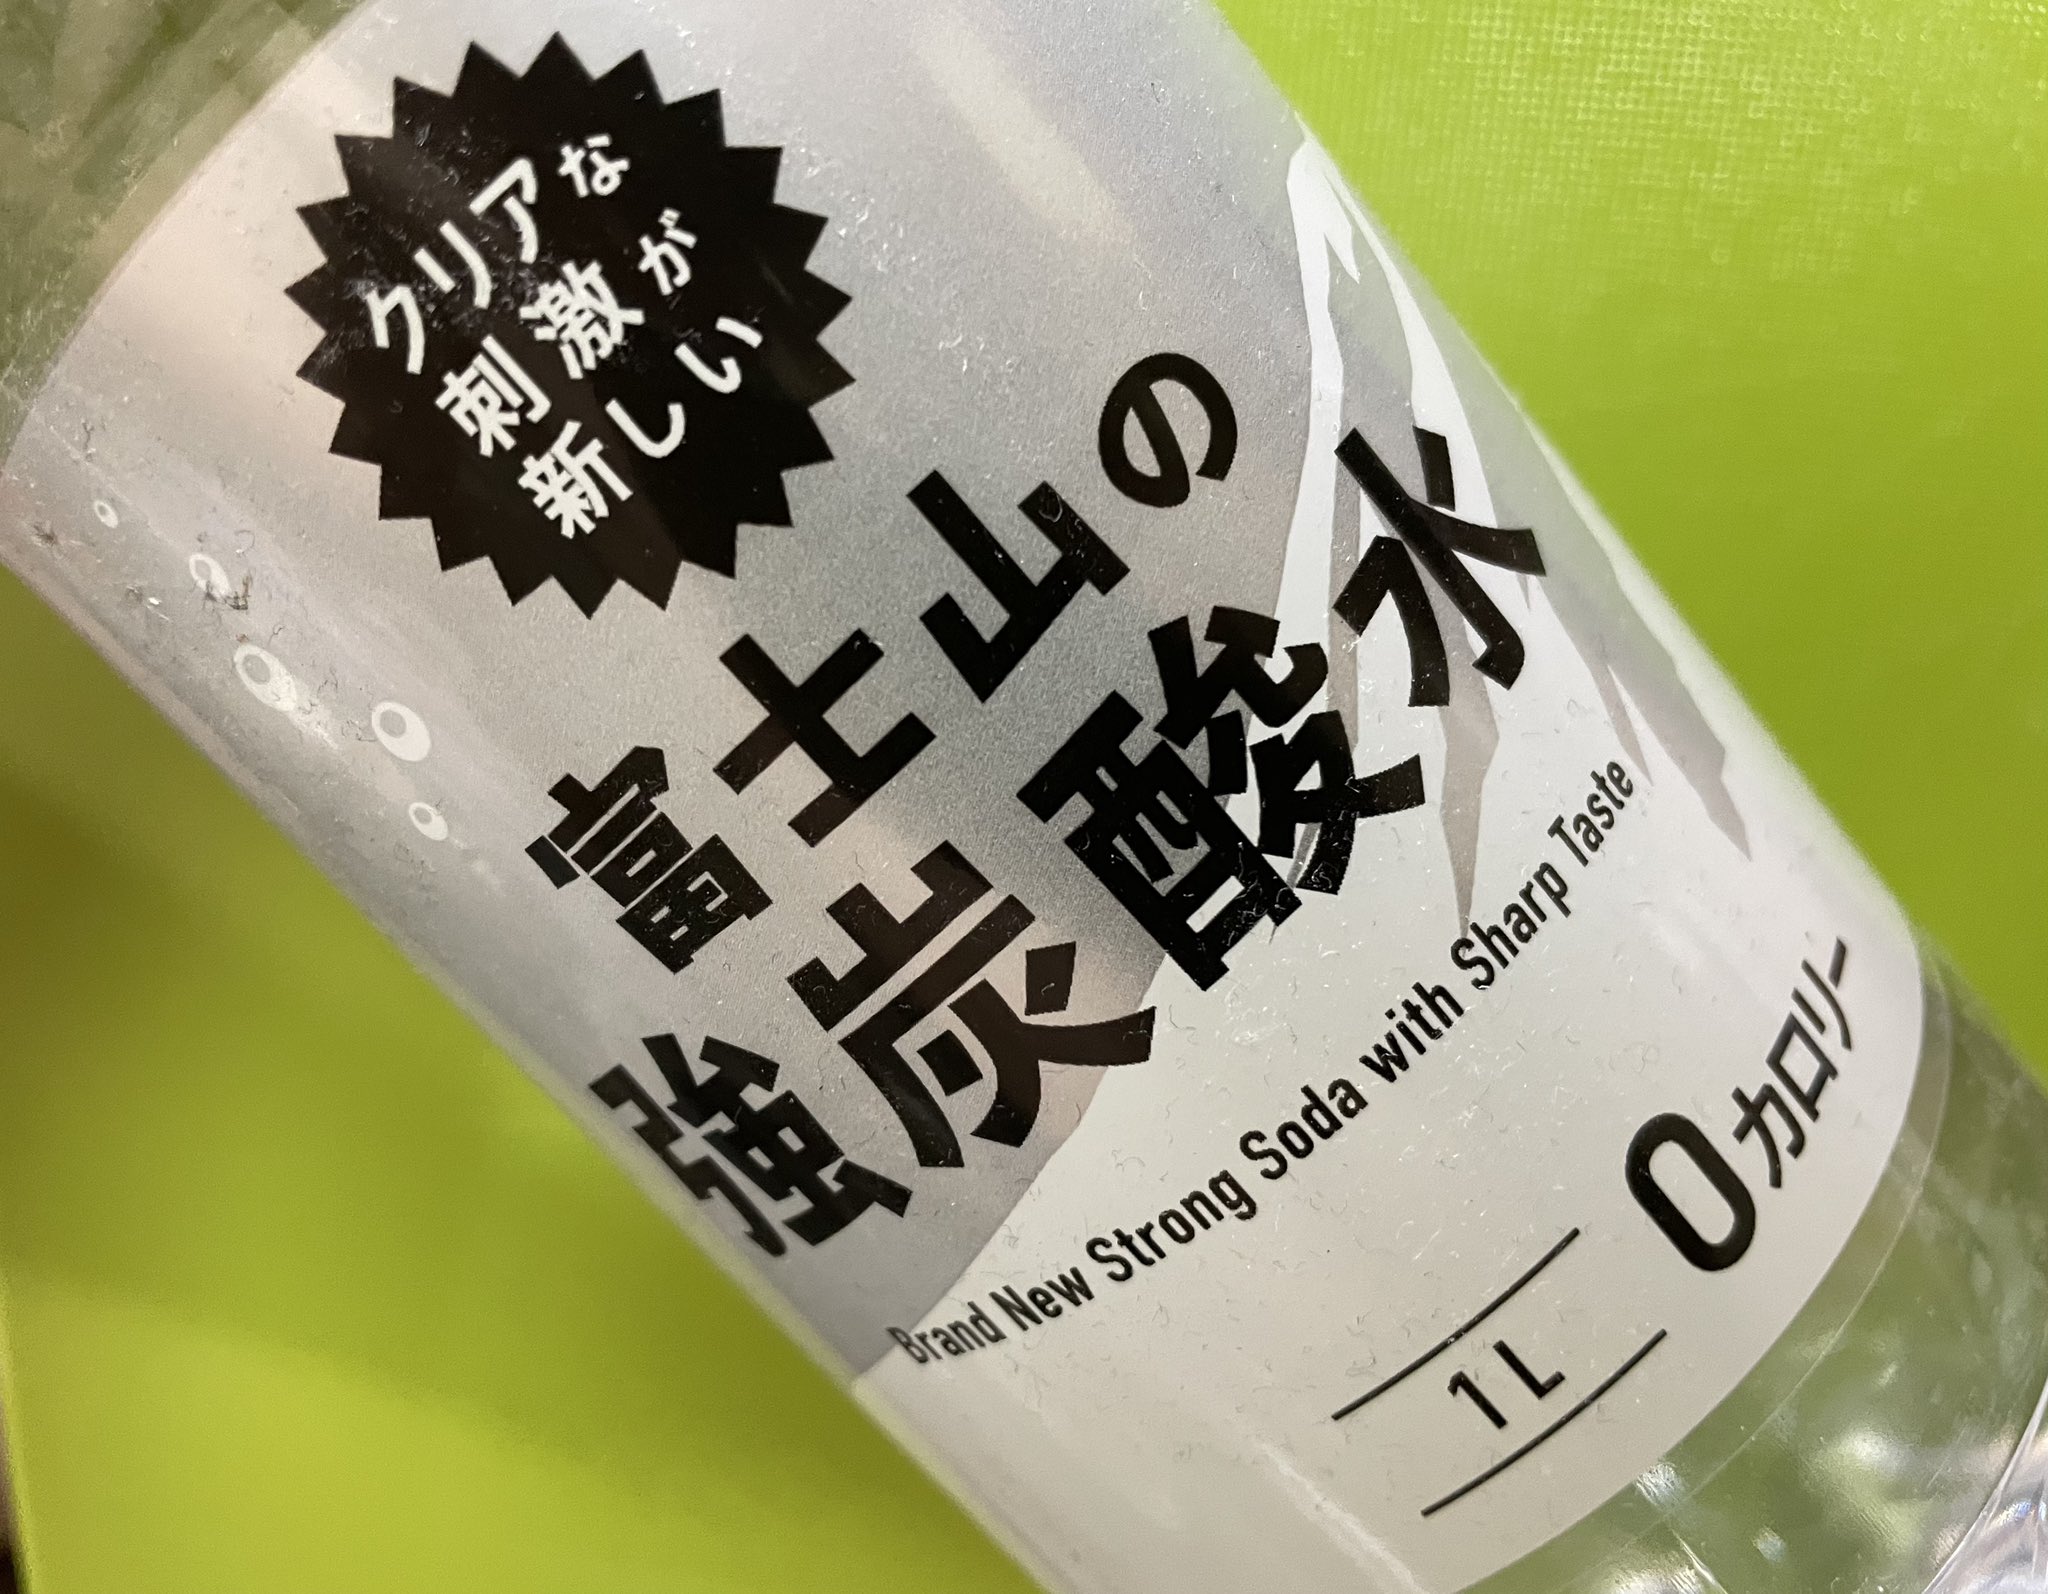 クリアな
刺激が
新しい
富士山の
強炭酸水
Brand New Strong Soda with Sharp Taste
0カロリー
1L